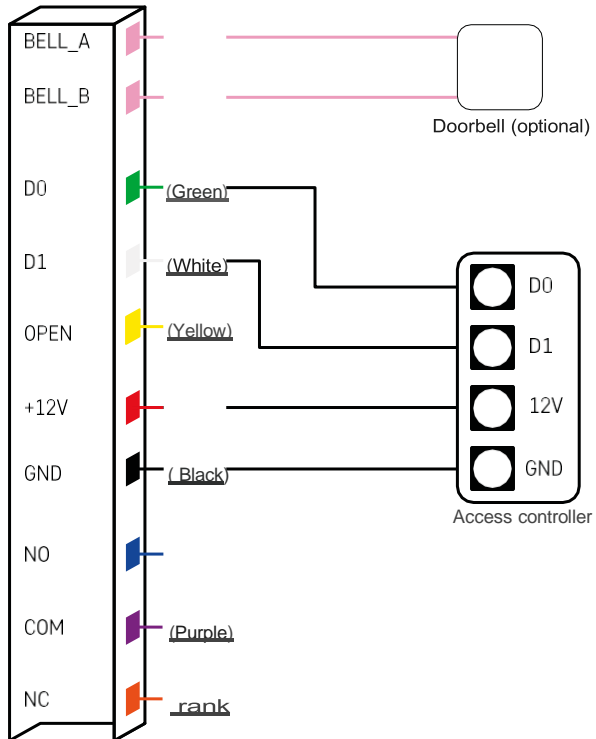 BELL_A
BELL_B
Doorbell (optional)
D0
(Green)
D1
(White)
OPEN
(Yellow)
+12V
GND
( Black)
NO
COM
(Purple)
NC
rank
D0
D1
12V
GND
Access controller